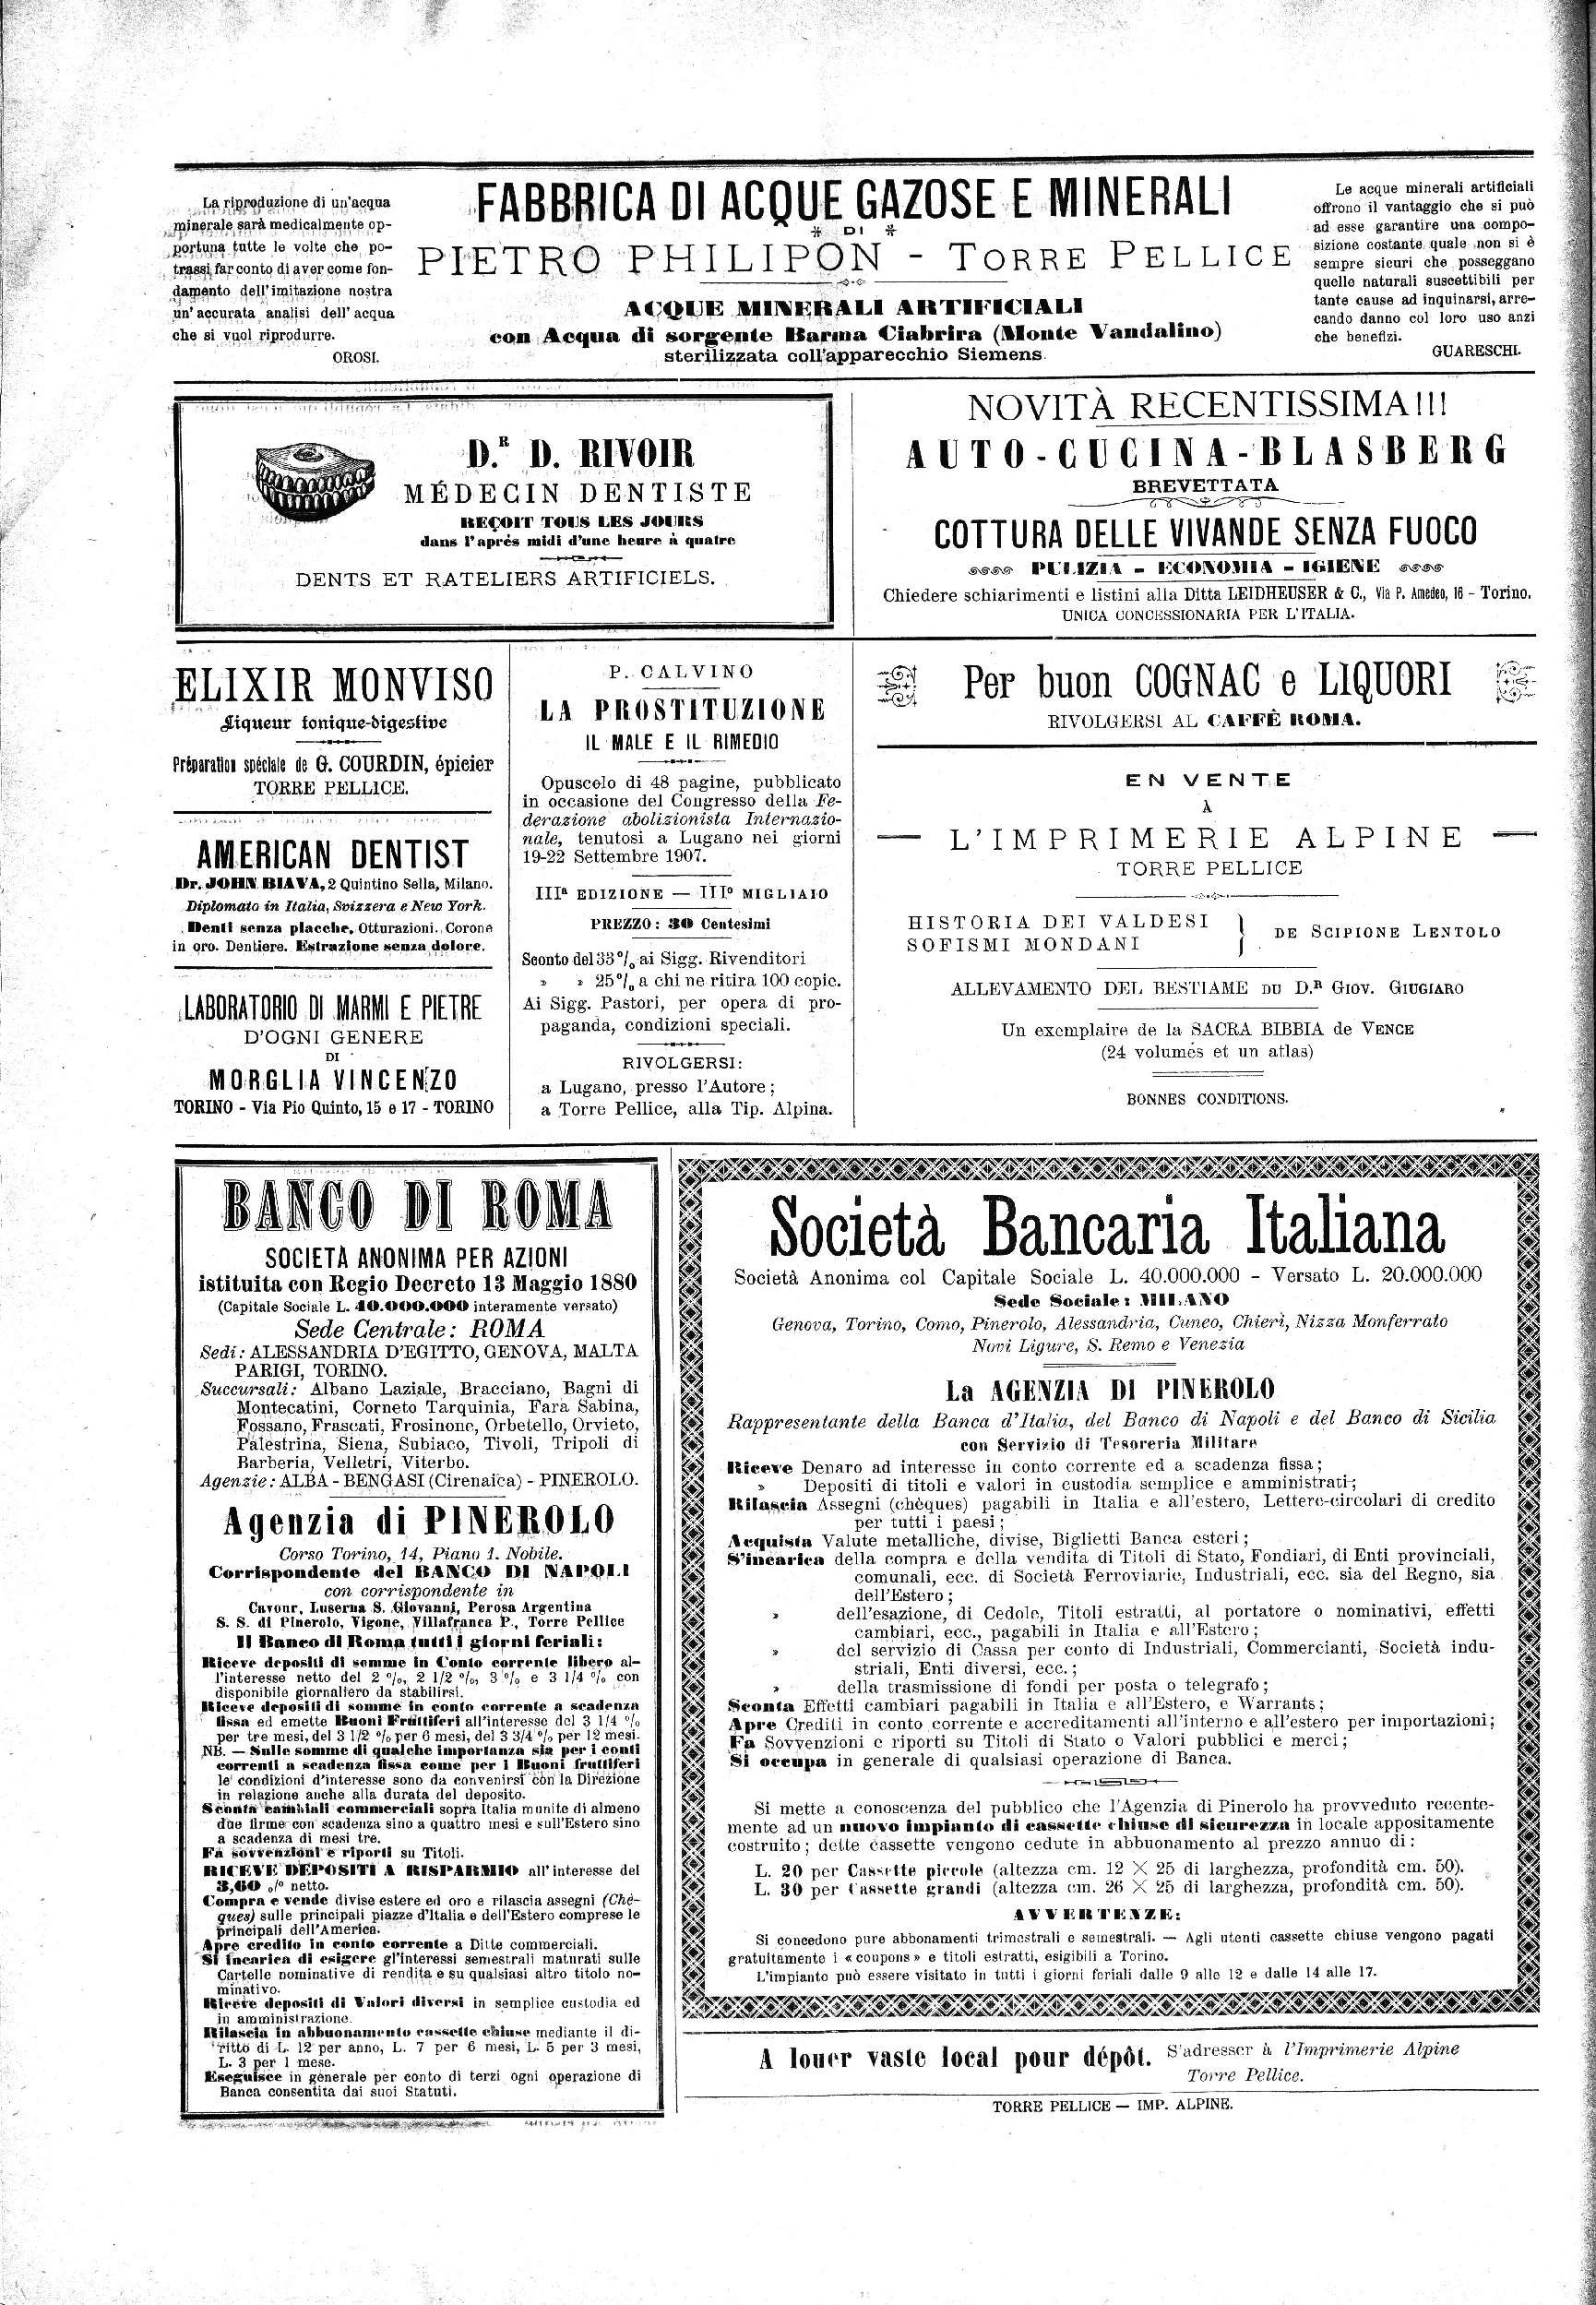 La riproduzione di un'acqua
minerale sarà medicalmente op-
portuna tutte le volte che po-
trassi far conto di aver come fon-
damento dell'imitazione nostra
un'accurata analisi dell'acqua
che si vuol riprodurre.
OROSI.
FABBRICA DI ACQUE GAZOSE E MINERALI
* DI *
PIETRO PHILIPON - TORRE PELLICE
ACQUE MINERALI ARTIFICIALI
con Acqua di sorgente Barma Ciabrira (Monte Vandalino)
sterilizzata coll'apparecchio Siemens
Le acque minerali artificiali
offrono il vantaggio che si può
ad esse garantire una compo-
sizione costante quale non si è
sempre sicuri che posseggano
quelle naturali suscettibili per
tante cause ad inquinarsi, arre-
cando danno col loro uso anzi
che benefizi.
GUARESCHI.
D.R D. RIVOIR
MÉDECIN DENTISTE
REÇOIT TOUS LES JOURS
dans l'aprés midi d'une heure à quatre
DENTS ET RATELIERS ARTIFICIELS.
NOVITÀ RECENTISSIMA!!!
AUTO-CUCINA-BLASBERG
BREVETTATA
COTTURA DELLE VIVANDE SENZA FUOCO
PULIZIA - ECONOMIA - IGIENE
Chiedere schiarimenti e listini alla Ditta LEIDHEUSER & C., Via P. Amedeo, 16 - Torino.
UNICA CONCESSIONARIA PER L'ITALIA.
ELIXIR MONVISO
Liqueur tonique-digestive
Préparation spéciale de G. COURDIN, épicier
TORRE PELLICE.
AMERICAN DENTIST
Dr. JOHN BIAVA, 2 Quintino Sella, Milano.
Diplomato in Italia, Svizzera e New York.
Denti senza placche. Otturazioni. Corone
in oro. Dentiere. Estrazione senza dolore.
LABORATORIO DI MARMI E PIETRE
D'OGNI GENERE
DI
MORGLIA VINCENZO
TORINO - Via Pio Quinto, 15 e 17 - TORINO
P. CALVINO
LA PROSTITUZIONE
IL MALE E IL RIMEDIO
Opuscolo di 48 pagine, pubblicato
in occasione del Congresso della Fe-
derazione abolizionista Internazio-
nale, tenutosi a Lugano nei giorni
19-22 Settembre 1907.
IIIª EDIZIONE — IIIº MIGLIAIO
PREZZO: 30 Centesimi
Sconto del 33 % ai Sigg. Rivenditori
» » 25 % a chi ne ritira 100 copie.
Ai Sigg. Pastori, per opera di pro-
paganda, condizioni speciali.
RIVOLGERSI:
a Lugano, presso l'Autore;
a Torre Pellice, alla Tip. Alpina.
Per buon COGNAC e LIQUORI
RIVOLGERSI AL CAFFÈ ROMA.
EN VENTE
À
— L'IMPRIMERIE ALPINE —
TORRE PELLICE
HISTORIA DEI VALDESI
SOFISMI MONDANI
} DE SCIPIONE LENTOLO
ALLEVAMENTO DEL BESTIAME DU D.R GIOV. GIUGIARO
Un exemplaire de la SACRA BIBBIA de VENCE
(24 volumes et un atlas)
BONNES CONDITIONS.
BANCO DI ROMA
SOCIETÀ ANONIMA PER AZIONI
istituita con Regio Decreto 13 Maggio 1880
(Capitale Sociale L. 40.000.000 interamente versato)
Sede Centrale: ROMA
Sedi: ALESSANDRIA D'EGITTO, GENOVA, MALTA
PARIGI, TORINO.
Succursali: Albano Laziale, Bracciano, Bagni di
Montecatini, Corneto Tarquinia, Fara Sabina,
Fossano, Frascati, Frosinone, Orbetello, Orvieto,
Palestrina, Siena, Subiaco, Tivoli, Tripoli di
Barberia, Velletri, Viterbo.
Agenzie: ALBA - BENGASI (Cirenaica) - PINEROLO.
Agenzia di PINEROLO
Corso Torino, 14, Piano 1. Nobile.
Corrispondente del BANCO DI NAPOLI
con corrispondente in
Cavour, Luserna S. Giovanni, Perosa Argentina
S. S. di Pinerolo, Vigone, Villafranca P., Torre Pellice
Il Banco di Roma tutti i giorni feriali:
Riceve depositi di somme in Conto corrente libero al-
l'interesse netto del 2 %, 2 1/2 %, 3 % e 3 1/4 % con
disponibile giornaliero da stabilirsi.
Riceve depositi di somme in conto corrente a scadenza
fissa ed emette Buoni Fruttiferi all'interesse del 3 1/4 %
per tre mesi, del 3 1/2 % per 6 mesi, del 3 3/4 % per 12 mesi.
NB. — Sulle somme di qualche importanza sia per i conti
correnti a scadenza fissa come per i Buoni fruttiferi
le condizioni d'interesse sono da convenirsi con la Direzione
in relazione anche alla durata del deposito.
Sconta cambiali commerciali sopra Italia munite di almeno
due firme con scadenza sino a quattro mesi e sull'Estero sino
a scadenza di mesi tre.
Fa sovvenzioni e riporti su Titoli.
RICEVE DEPOSITI A RISPARMIO all'interesse del
3,60 % netto.
Compra e vende divise estere ed oro e rilascia assegni (Chè-
ques) sulle principali piazze d'Italia e dell'Estero comprese le
principali dell'America.
Apre credito in conto corrente a Ditte commerciali.
Si incarica di esigere gl'interessi semestrali maturati sulle
Cartelle nominative di rendita e su qualsiasi altro titolo no-
minativo.
Riceve depositi di Valori diversi in semplice custodia ed
in amministrazione.
Rilascia in abbuonamento cassette chiuse mediante il di-
ritto di L. 12 per anno, L. 7 per 6 mesi, L. 5 per 3 mesi,
L. 3 per 1 mese.
Eseguisce in generale per conto di terzi ogni operazione di
Banca consentita dai suoi Statuti.
Società Bancaria Italiana
Società Anonima col Capitale Sociale L. 40.000.000 - Versato L. 20.000.000
Sede Sociale: MILANO
Genova, Torino, Como, Pinerolo, Alessandria, Cuneo, Chieri, Nizza Monferrato
Novi Ligure, S. Remo e Venezia
La AGENZIA DI PINEROLO
Rappresentante della Banca d'Italia, del Banco di Napoli e del Banco di Sicilia
con Servizio di Tesoreria Militare
Riceve Denaro ad interesse in conto corrente ed a scadenza fissa;
» Depositi di titoli e valori in custodia semplice e amministrati;
Rilascia Assegni (chèques) pagabili in Italia e all'estero, Lettere-circolari di credito
per tutti i paesi;
Acquista Valute metalliche, divise, Biglietti Banca esteri;
S'incarica della compra e della vendita di Titoli di Stato, Fondiari, di Enti provinciali,
comunali, ecc. di Società Ferroviarie, Industriali, ecc. sia del Regno, sia
dell'Estero;
» dell'esazione, di Cedole, Titoli estratti, al portatore o nominativi, effetti
cambiari, ecc., pagabili in Italia e all'Estero;
» del servizio di Cassa per conto di Industriali, Commercianti, Società indu-
striali, Enti diversi, ecc.;
» della trasmissione di fondi per posta o telegrafo;
Sconta Effetti cambiari pagabili in Italia e all'Estero, e Warrants;
Apre Crediti in conto corrente e accreditamenti all'interno e all'estero per importazioni;
Fa Sovvenzioni e riporti su Titoli di Stato o Valori pubblici e merci;
Si occupa in generale di qualsiasi operazione di Banca.
Si mette a conoscenza del pubblico che l'Agenzia di Pinerolo ha provveduto recente-
mente ad un nuovo impianto di cassette chiuse di sicurezza in locale appositamente
costruito; dette cassette vengono cedute in abbuonamento al prezzo annuo di:
L. 20 per Cassette piccole (altezza cm. 12 × 25 di larghezza, profondità cm. 50).
L. 30 per Cassette grandi (altezza cm. 26 × 25 di larghezza, profondità cm. 50).
AVVERTENZE:
Si concedono pure abbonamenti trimestrali e semestrali. — Agli utenti cassette chiuse vengono pagati
gratuitamente i « coupons » e titoli estratti, esigibili a Torino.
L'impianto può essere visitato in tutti i giorni feriali dalle 9 alle 12 e dalle 14 alle 17.
A louer vaste local pour dépôt. S'adresser à l'Imprimerie Alpine
Torre Pellice.
TORRE PELLICE — IMP. ALPINE.